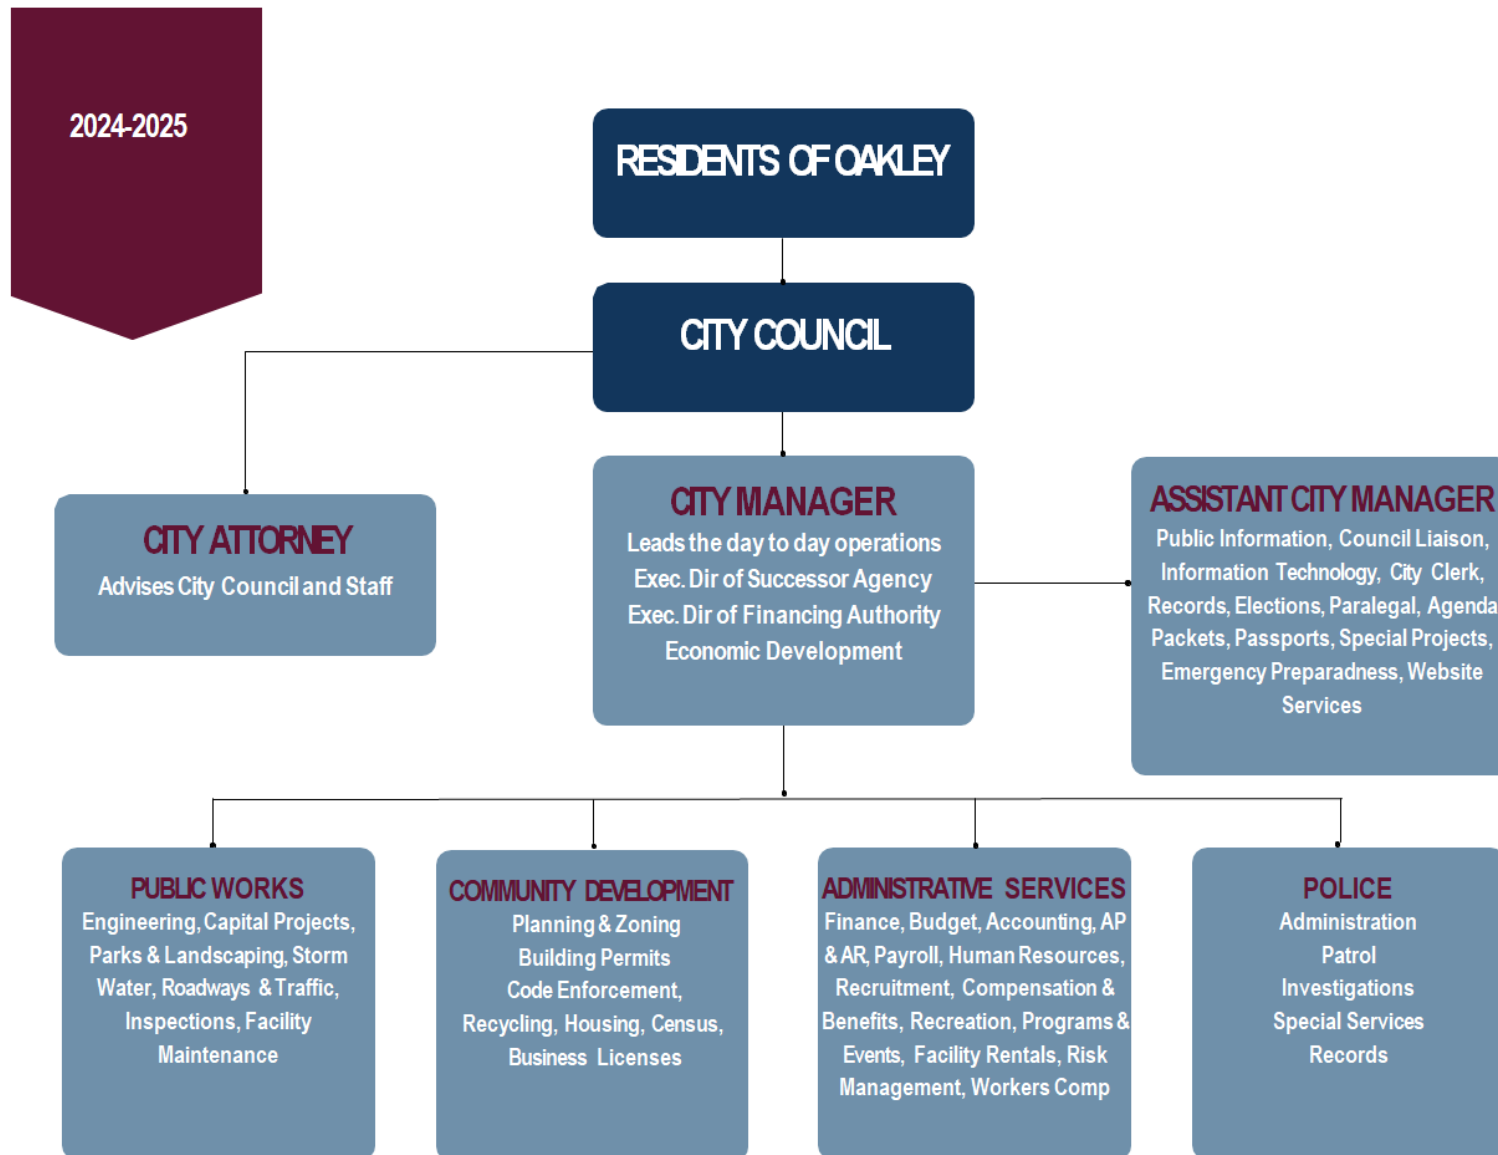 2024-2025
RESIDENTS OF OAKLEY
CITY COUNCIL
CITY ATTORNEY
Advises City Council and Staff
CITY MANAGER
Leads the day to day operations
Exec. Dir of Successor Agency
Exec. Dir of Financing Authority
Economic Development
ASSISTANT CITY MANAGER
Public Information, Council Liaison,
Information Technology, City Clerk,
Records, Elections, Paralegal, Agenda
Packets, Passports, Special Projects,
Emergency Preparadness, Website
Services
PUBLIC WORKS
Engineering, Capital Projects,
Parks & Landscaping, Storm
Water, Roadways & Traffic,
Inspections, Facility
Maintenance
COMMUNITY DEVELOPMENT
Planning & Zoning
Building Permits
Code Enforcement,
Recycling, Housing, Census,
Business Licenses
ADMINISTRATIVE SERVICES
Finance, Budget, Accounting, AP
& AR, Payroll, Human Resources,
Recruitment, Compensation &
Benefits, Recreation, Programs &
Events, Facility Rentals, Risk
Management, Workers Comp
POLICE
Administration
Patrol
Investigations
Special Services
Records